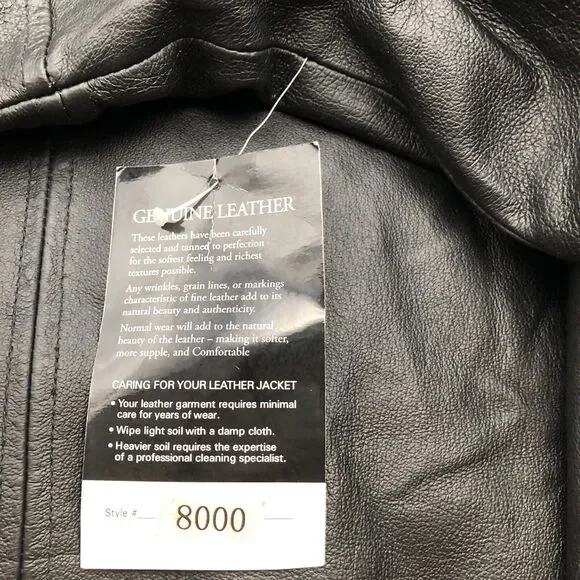 GENUINE LEATHER
These leathers have been carefully
selected and tanned to perfection
for the softest feeling and richest
textures possible.
Any wrinkles, grain lines, or markings
characteristic of fine leather add to its
natural beauty and authenticity.
Normal wear will add to the natural
beauty of the leather – making it softer,
more supple, and Comfortable
CARING FOR YOUR LEATHER JACKET
• Your leather garment requires minimal
care for years of wear.
• Wipe light soil with a damp cloth.
• Heavier soil requires the expertise
of a professional cleaning specialist.
Style # 8000